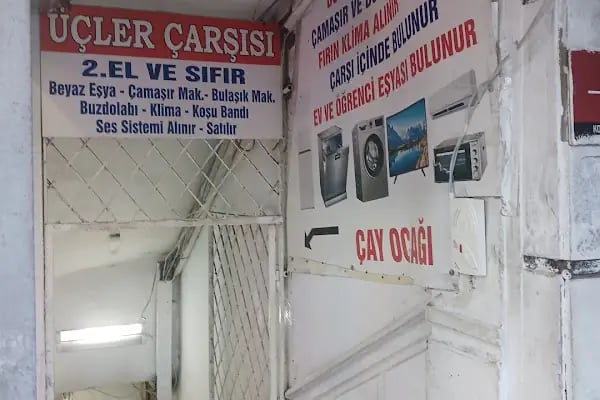 ÜÇLER ÇARŞISI
2.EL VE SIFIR
Beyaz Eşya - Çamaşır Mak.- Bulaşık Mak.
Buzdolabı - Klima - Koşu Bandı
Ses Sistemi Alınır - Satılır
ÇAMAŞIR VE
FIRIN KLİMA ALINIR
ÇARŞI İÇİNDE BULUNUR
EV VE ÖĞRENCİ EŞYASI BULUNUR
ÇAY OCAĞI